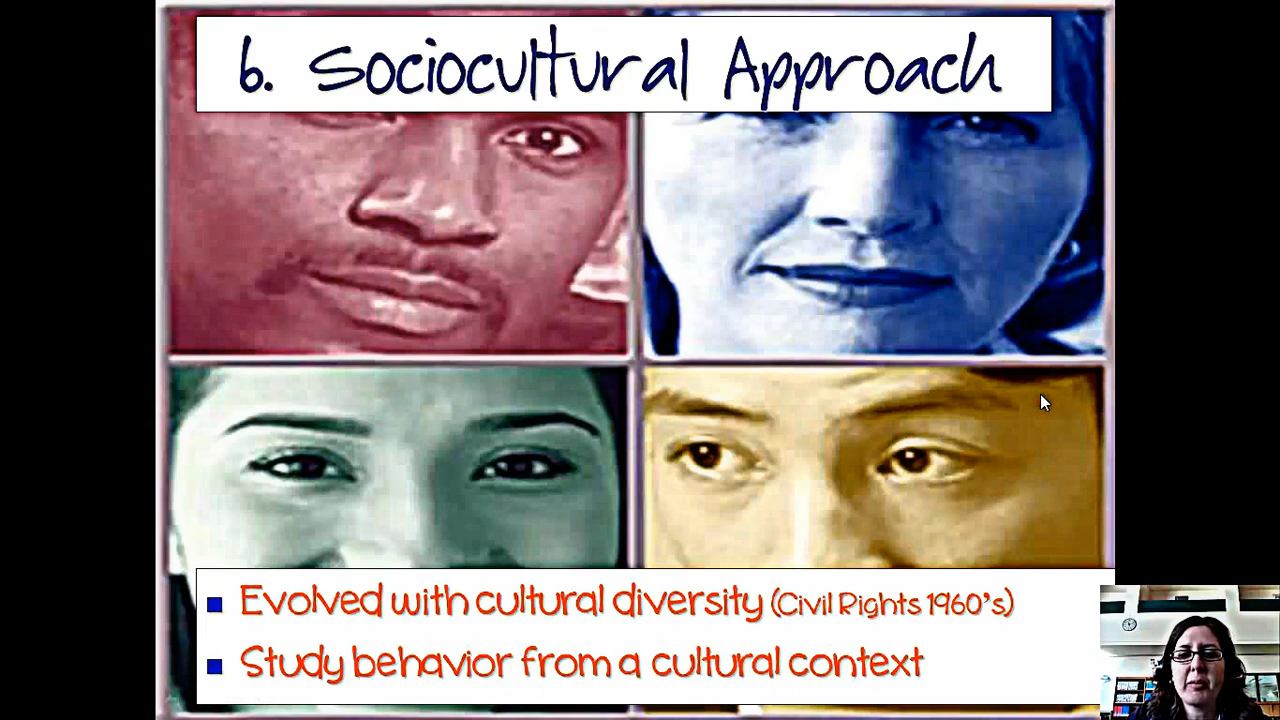 6. Sociocultural Approach
Evolved with cultural diversity (Civil Rights 1960's)
Study behavior from a cultural context